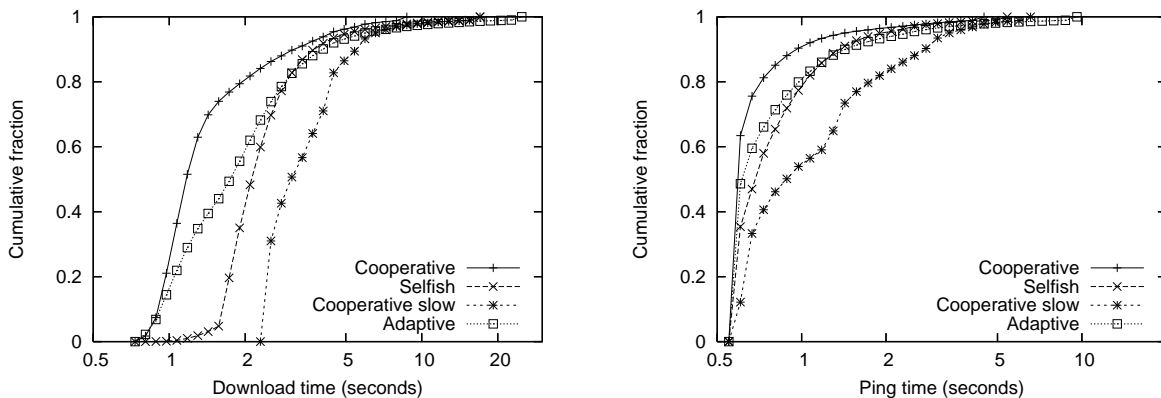 1
0.8
0.6
0.4
0.2
0
Cumulative fraction
Cooperative
Selfish
Cooperative slow
Adaptive
0.5
1
2
5
10
20
Download time (seconds)
1
0.8
0.6
0.4
0.2
0
Cumulative fraction
Cooperative
Selfish
Cooperative slow
Adaptive
0.5
1
2
5
10
Ping time (seconds)